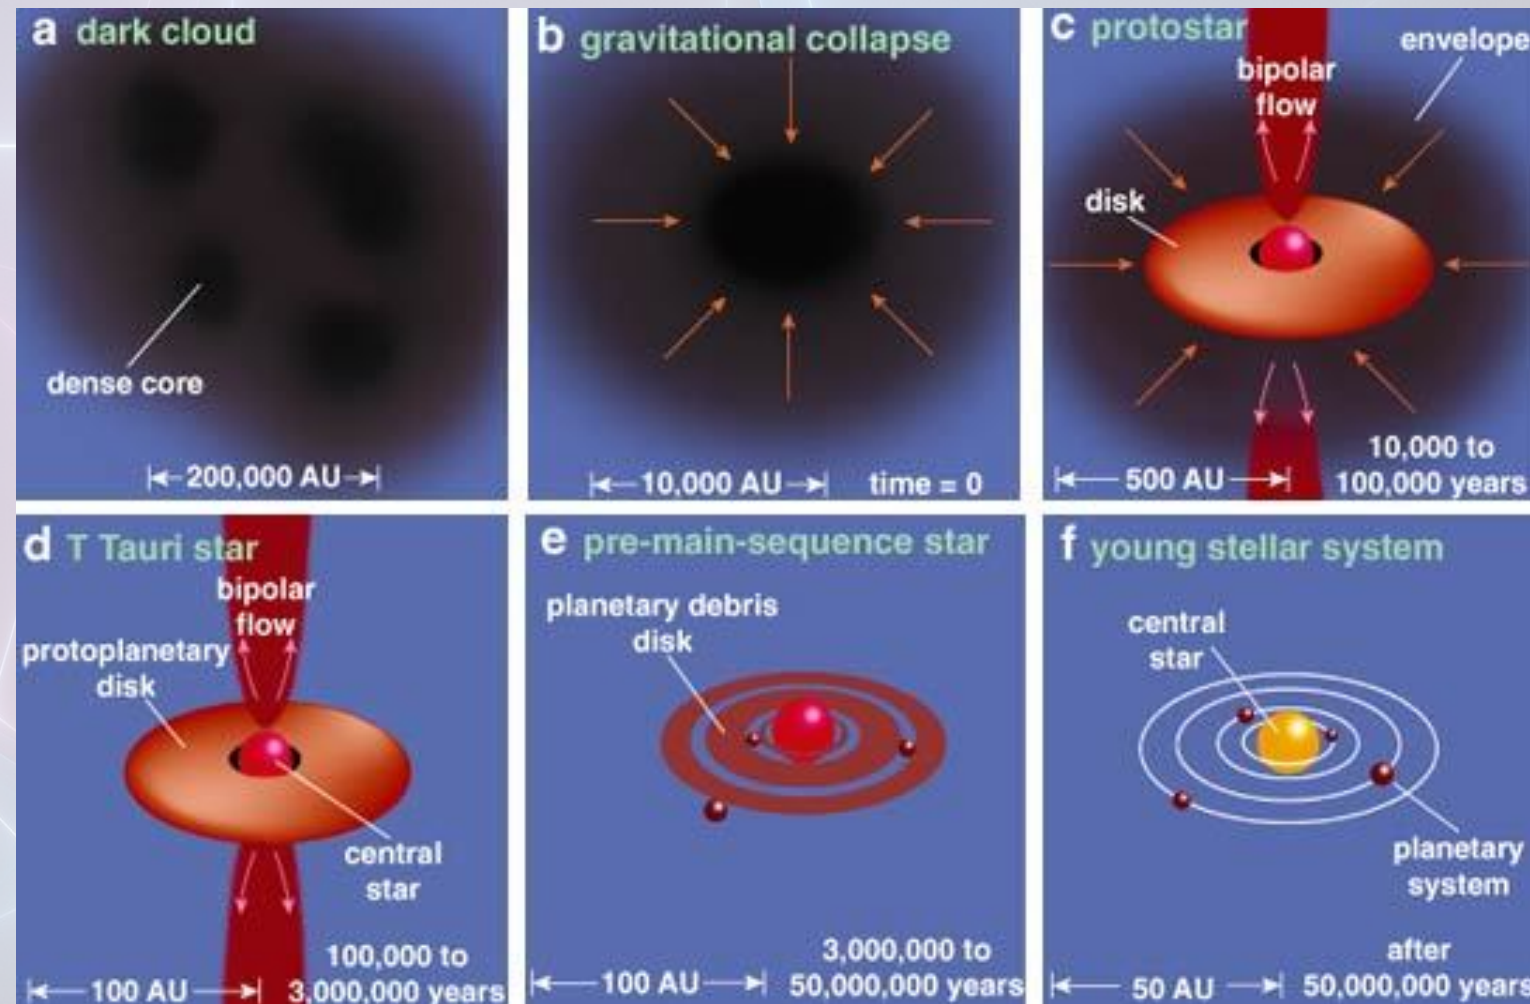 a dark cloud
dense core
200,000 AU
b gravitational collapse
10,000 AU
time = 0
c protostar
envelope
bipolar
flow
disk
500 AU
10,000 to
100,000 years
d T Tauri star
bipolar
flow
protoplanetary
disk
central
star
100 AU
100,000 to
3,000,000 years
e pre-main-sequence star
planetary debris
disk
100 AU
3,000,000 to
50,000,000 years
f young stellar system
central
star
planetary
system
50 AU
after
50,000,000 years